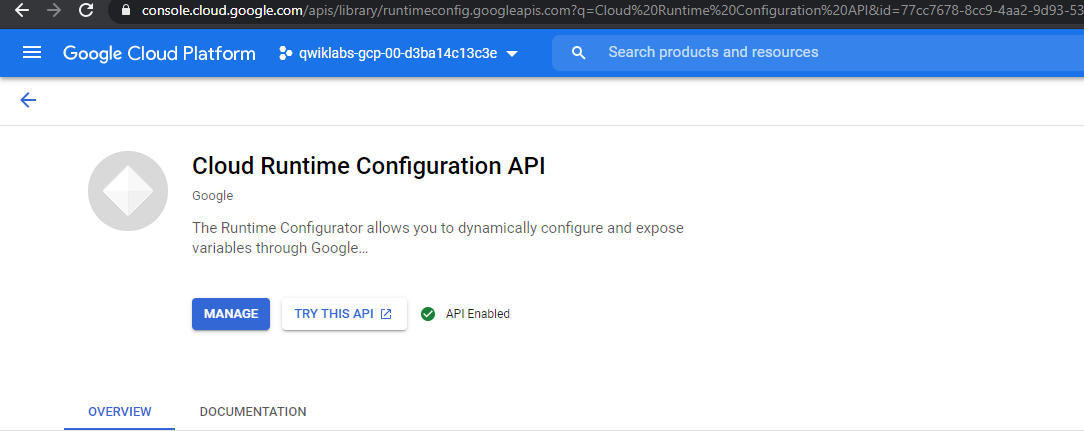 console.cloud.google.com/apis/library/runtimeconfig.googleapis.com?q=Cloud%20Runtime%20Configuration%20API&id=77cc7678-8cc9-4aa2-9d93-53
Google Cloud Platform qwiklabs-gcp-00-d3ba14c13c3e Search products and resources
Cloud Runtime Configuration API
Google
The Runtime Configurator allows you to dynamically configure and expose
variables through Google...
MANAGE TRY THIS API API Enabled
OVERVIEW DOCUMENTATION